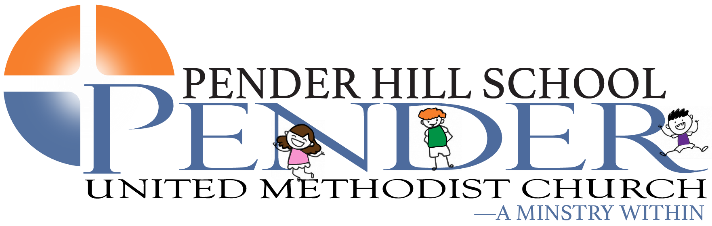 PENDER HILL SCHOOL
PENDER
UNITED METHODIST CHURCH
—A MINSTRY WITHIN